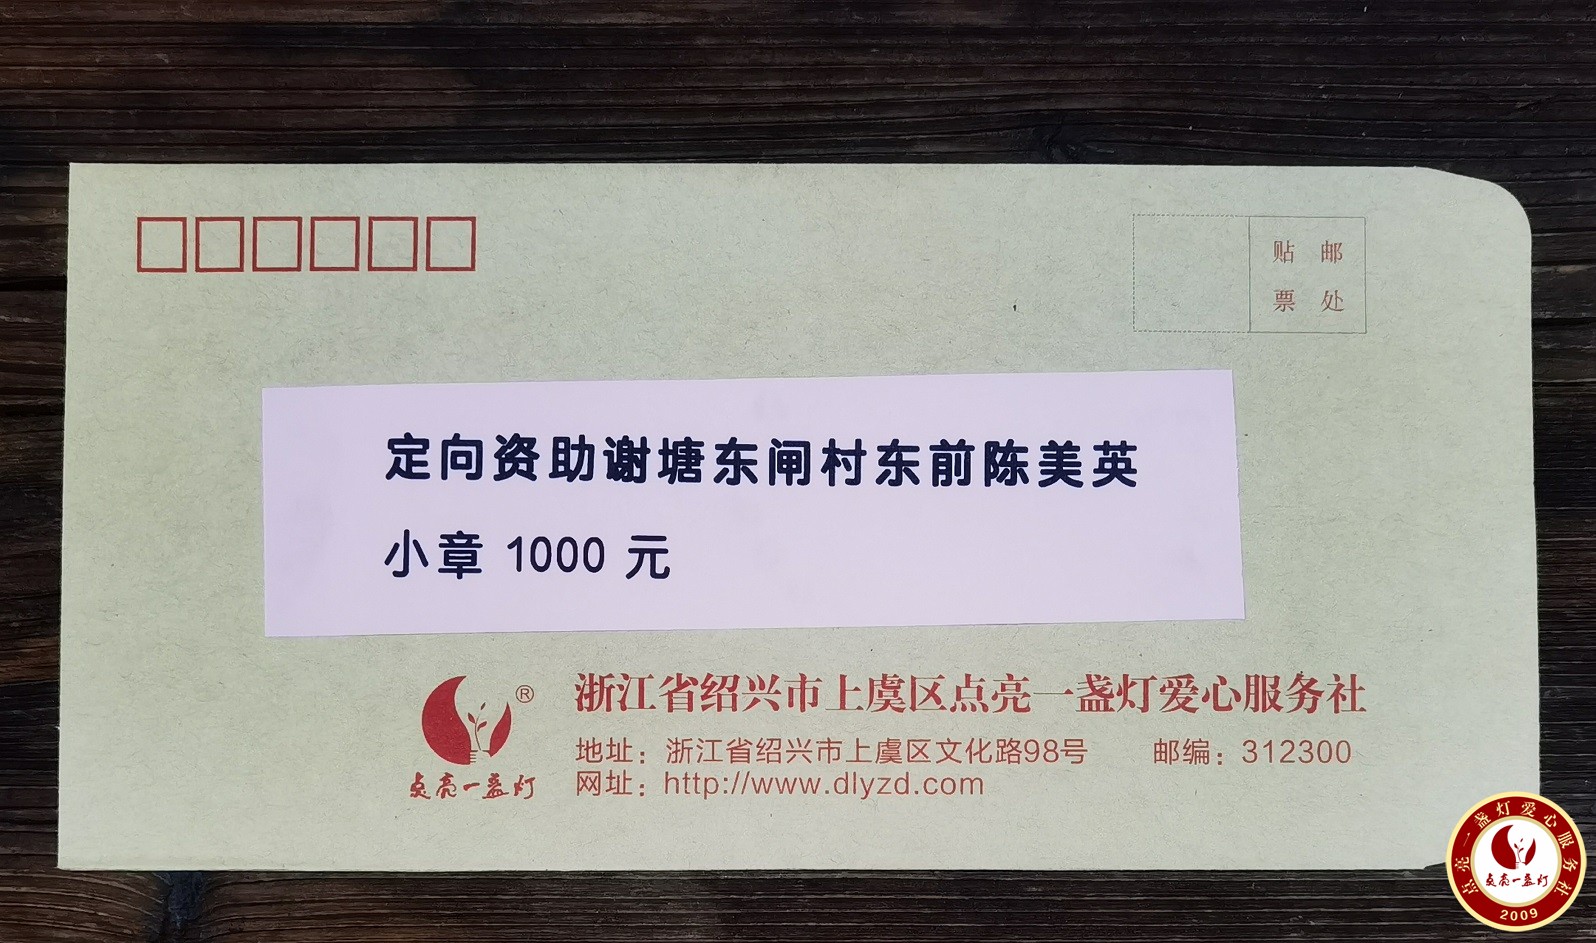 贴 邮
票 处
定向资助谢塘东闸村东前陈美英
小章 1000 元
®
浙江省绍兴市上虞区点亮一盏灯爱心服务社
地址：浙江省绍兴市上虞区文化路98号 邮编：312300
点亮一盏灯
网址：http://www.dlyzd.com
点亮一盏灯爱心服务社
点亮一盏灯
2009